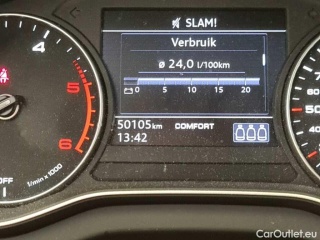 SLAM!
Verbruik
ø 24,0 l/100km
0 5 10 15 20
50105km COMFORT
13:42
4
5
6
1/min x 1000
OFF
© CarOutlet.eu